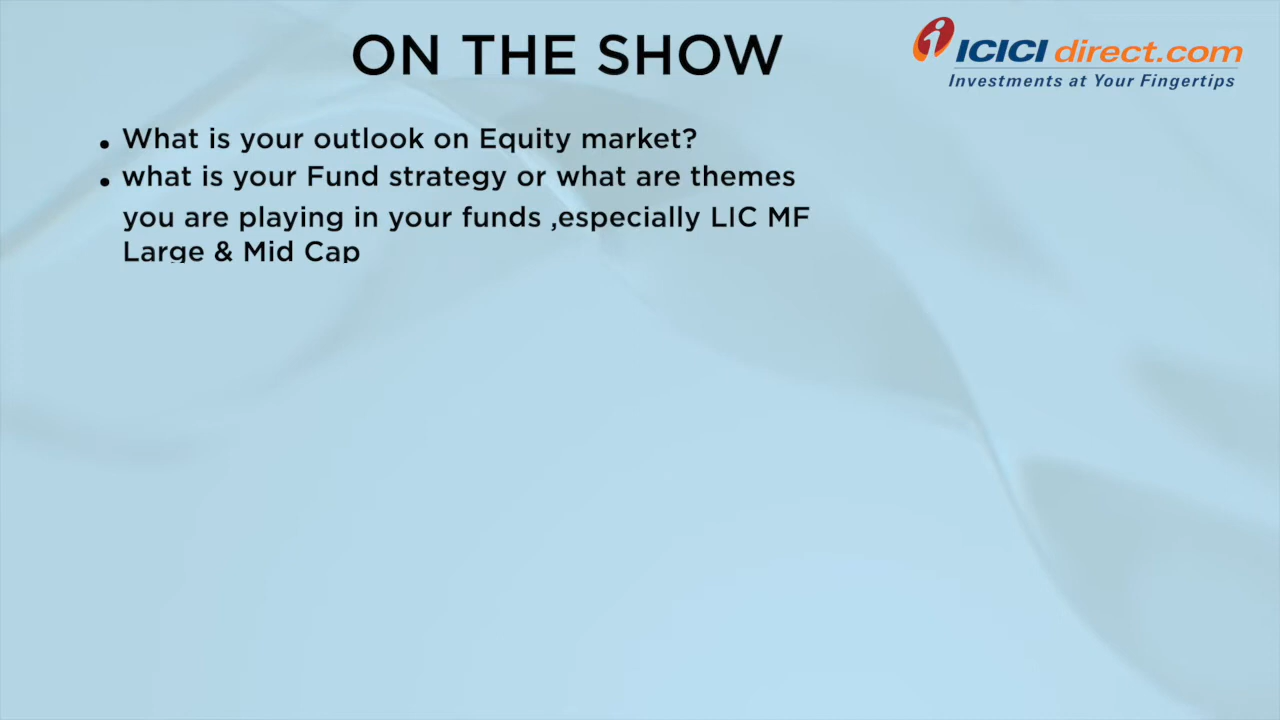 ON THE SHOW
ICICI direct.com
Investments at Your Fingertips
• What is your outlook on Equity market?
• what is your Fund strategy or what are themes
you are playing in your funds ,especially LIC MF
Large & Mid Cap